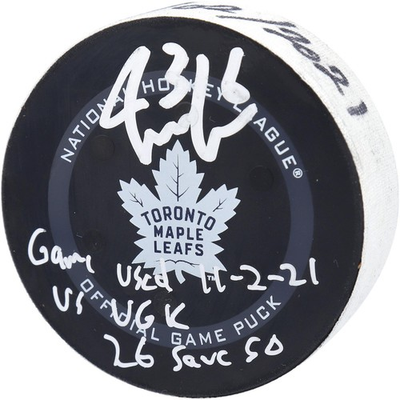 NATIONAL HOCKEY LEAGUE®
36
TORONTO
MAPLE
LEAFS
Game Used 11-2-21
VS VGK
26 Save SO
OFFICIAL GAME PUCK